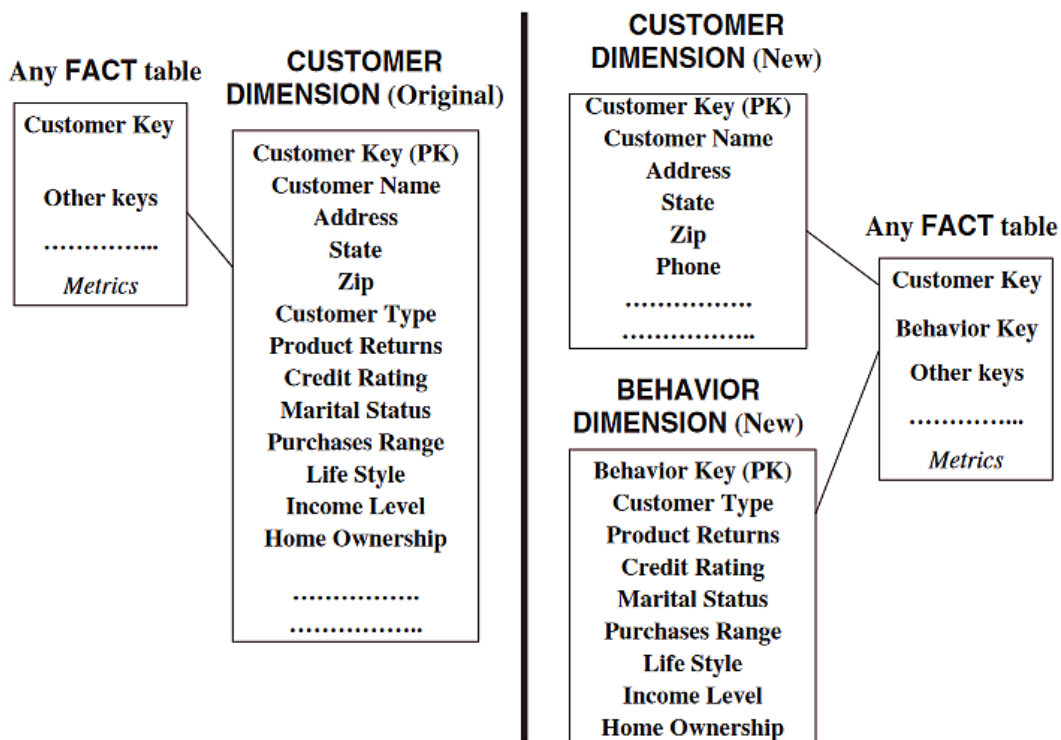 Any FACT table
Customer Key
Other keys
…………...
Metrics
CUSTOMER
DIMENSION (Original)
Customer Key (PK)
Customer Name
Address
State
Zip
Customer Type
Product Returns
Credit Rating
Marital Status
Purchases Range
Life Style
Income Level
Home Ownership
…………….
……………..
CUSTOMER
DIMENSION (New)
Customer Key (PK)
Customer Name
Address
State
Zip
Phone
…………….
……………..
BEHAVIOR
DIMENSION (New)
Behavior Key (PK)
Customer Type
Product Returns
Credit Rating
Marital Status
Purchases Range
Life Style
Income Level
Home Ownership
Any FACT table
Customer Key
Behavior Key
Other keys
…………...
Metrics